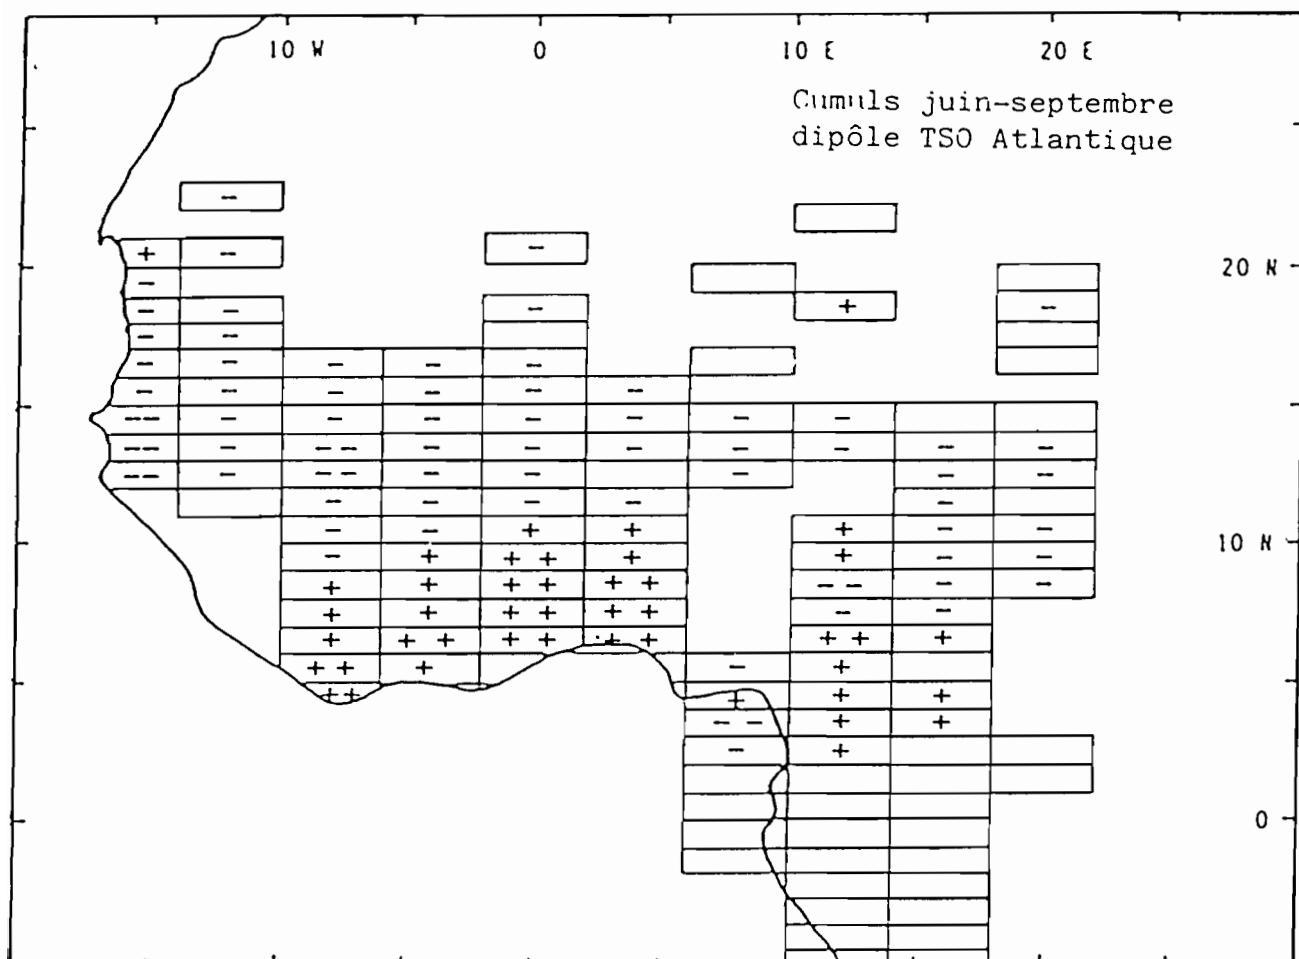 10 W 0 10 E 20 E
Cumuls juin-septembre
dipôle TSO Atlantique
-
+ - -
-
20 N
- - - + -
- -
- - - - -
- - - - -
-- - - - - - - -
-- - -- - - - - - - -
-- - - - - - - - -
- - - - -
- - + + + - -
- + + + + + - -
10 N
+ + + + + + - - - -
+ + + + + + - -
+ + + + + + + + + +
+ + + - +
+ + + + +
- - + +
- +
0